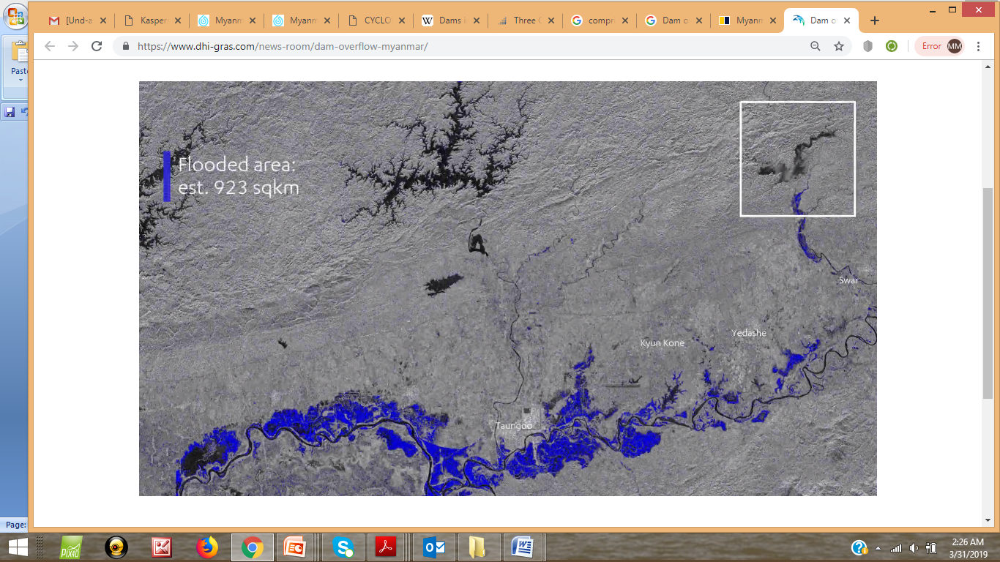 [Und-a
Kasper
Myanm
Myanm
CYCLO
Dams i
Three G
compr
Dam o
Myanm
Dam o
https://www.dhi-gras.com/news-room/dam-overflow-myanmar/
Error
MM
Paste
Flooded area:
est. 923 sqkm
Swar
Yedashe
Kyun Kone
Taungoo
Page:
PIX4D
2:26 AM
3/31/2019